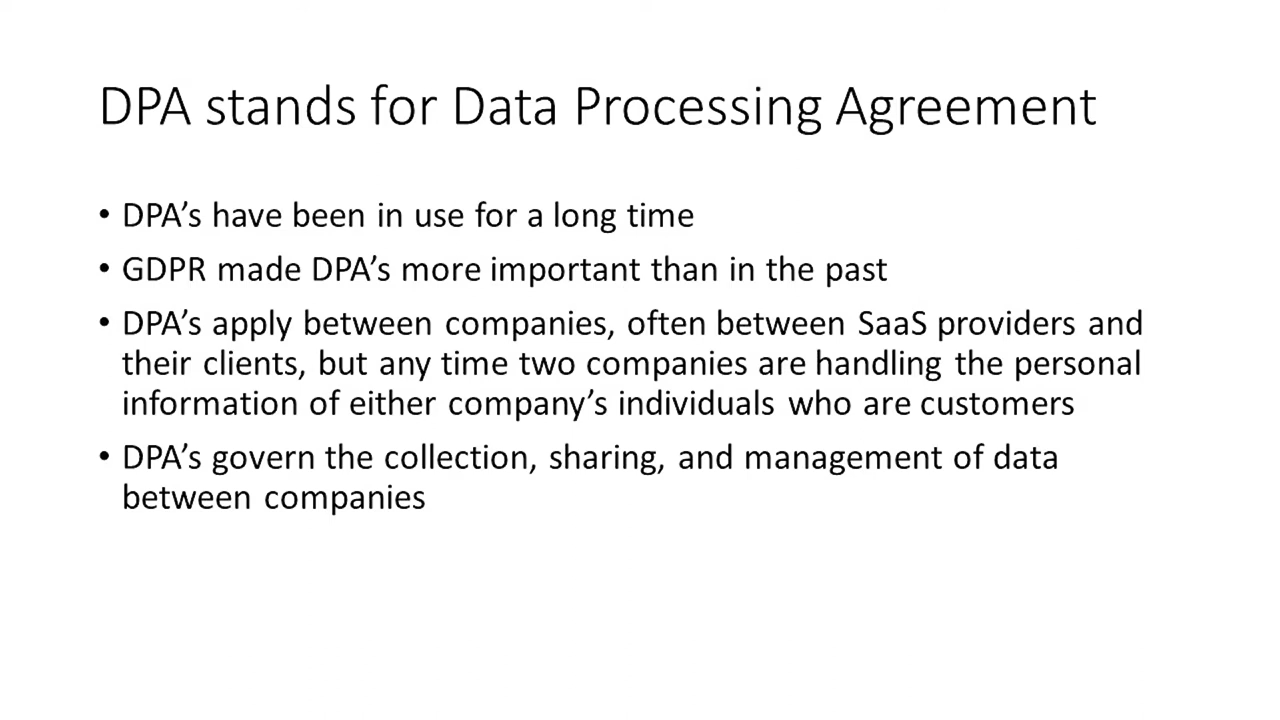 DPA stands for Data Processing Agreement
• DPA’s have been in use for a long time
• GDPR made DPA’s more important than in the past
• DPA’s apply between companies, often between SaaS providers and
their clients, but any time two companies are handling the personal
information of either company’s individuals who are customers
• DPA’s govern the collection, sharing, and management of data
between companies